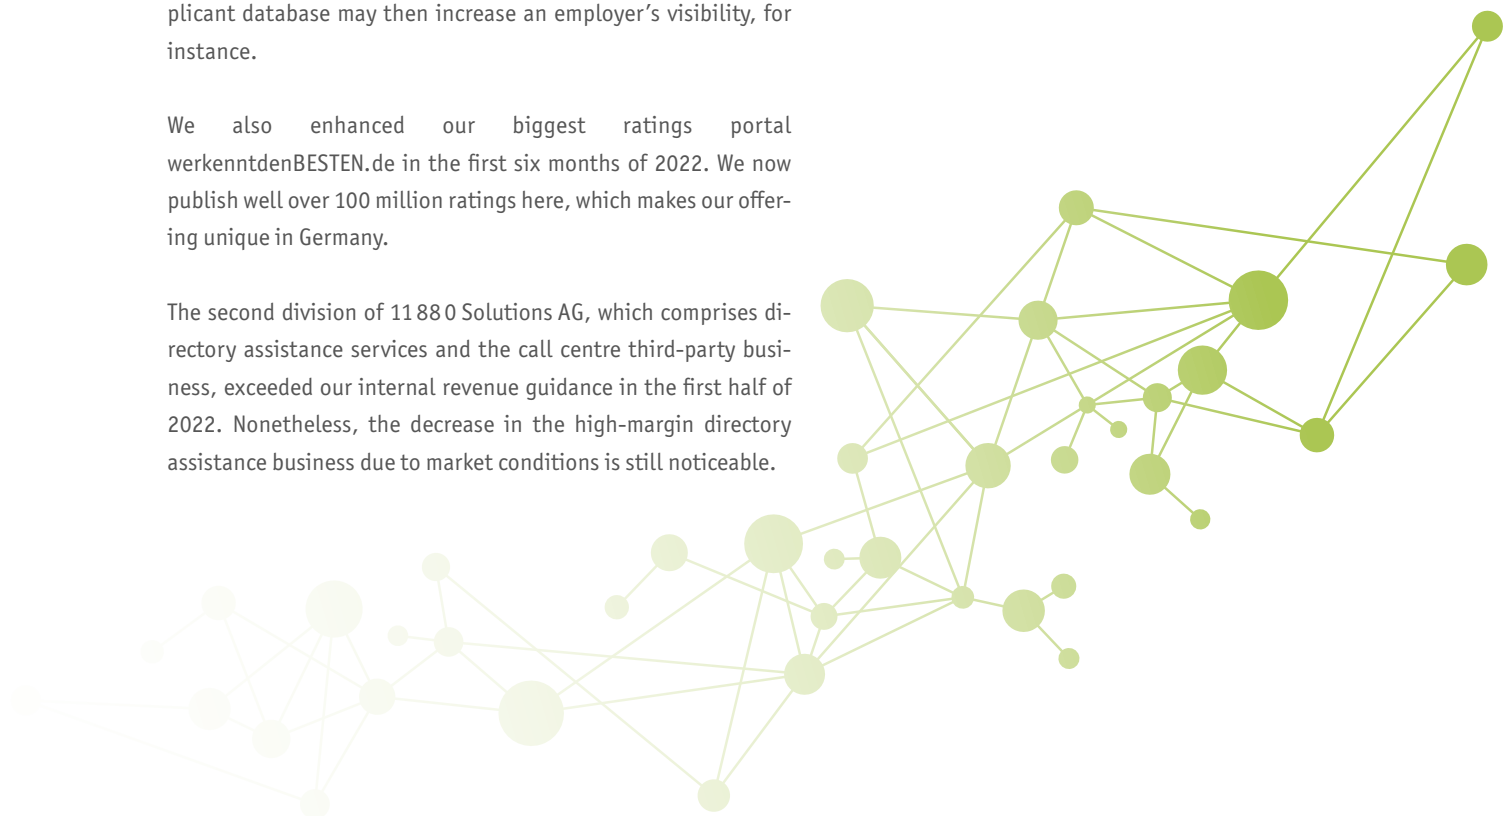 plicant database may then increase an employer’s visibility, for
instance.
We also enhanced our biggest ratings portal
werkenntdenBESTEN.de in the first six months of 2022. We now
publish well over 100 million ratings here, which makes our offer-
ing unique in Germany.
The second division of 11 88 0 Solutions AG, which comprises di-
rectory assistance services and the call centre third-party busi-
ness, exceeded our internal revenue guidance in the first half of
2022. Nonetheless, the decrease in the high-margin directory
assistance business due to market conditions is still noticeable.